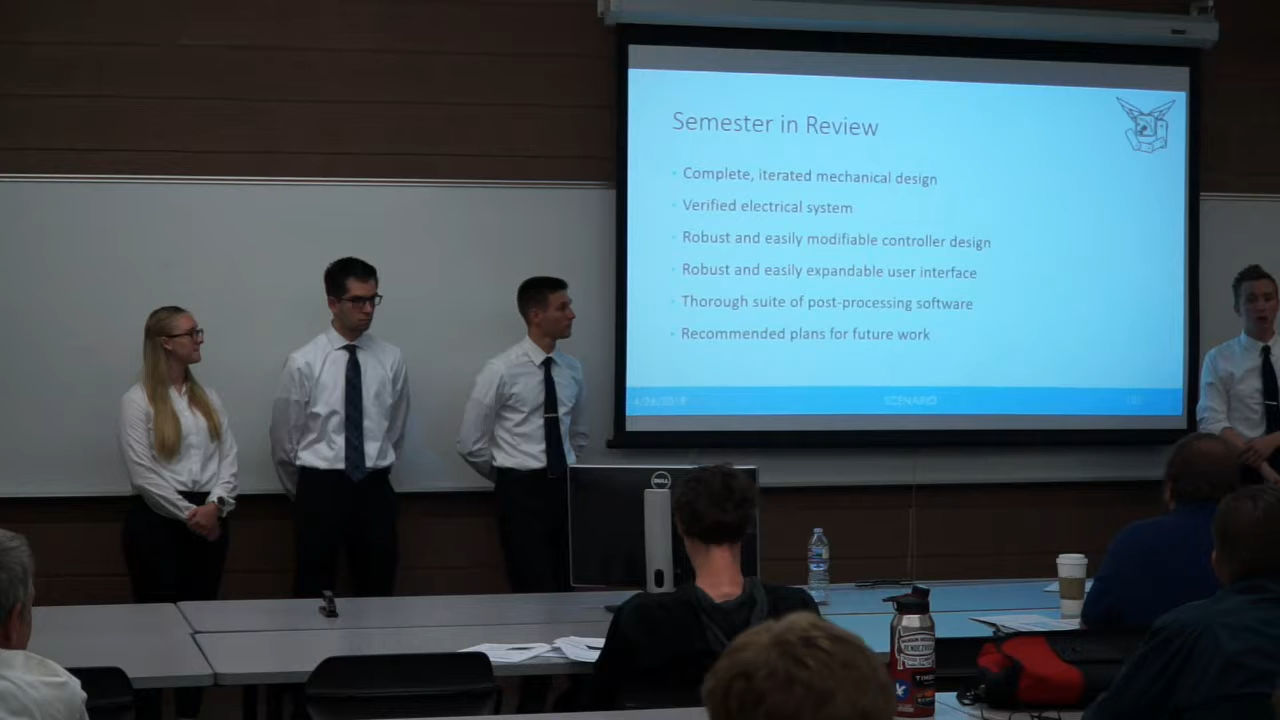 Semester in Review
Complete, iterated mechanical design
Verified electrical system
Robust and easily modifiable controller design
Robust and easily expandable user interface
Thorough suite of post-processing software
Recommended plans for future work
DELL